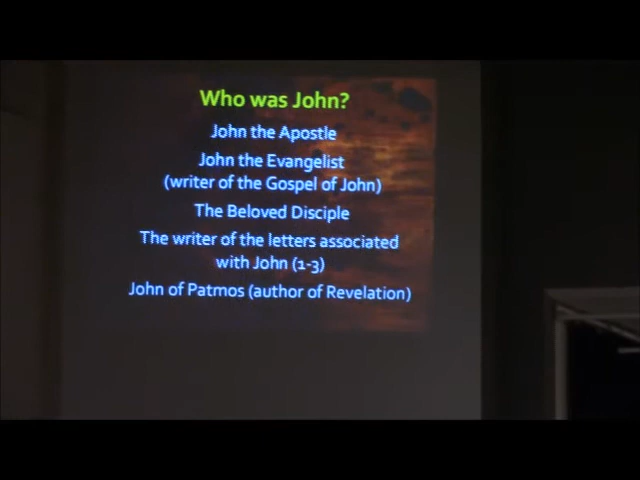 Who was John?
John the Apostle
John the Evangelist
(writer of the Gospel of John)
The Beloved Disciple
The writer of the letters associated
with John (1-3)
John of Patmos (author of Revelation)